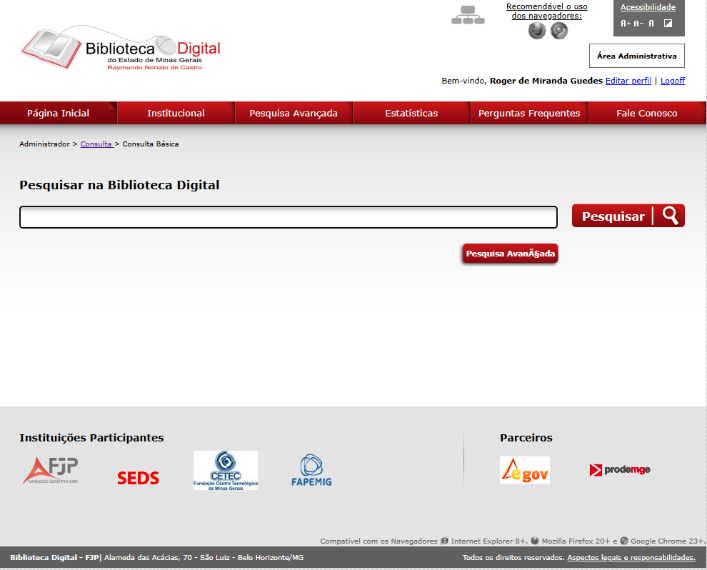 Recomendável o uso
dos navegadores:
Acessibilidade
A+ A- A
Biblioteca Digital
do Estado de Minas Gerais
Raymundo Nonato de Castro
Área Administrativa
Bem-vindo, Roger de Miranda Guedes Editar perfil | Logoff
Página Inicial Institucional Pesquisa Avançada Estatísticas Perguntas Frequentes Fale Conosco
Administrador > Consulta > Consulta Básica
Pesquisar na Biblioteca Digital
Pesquisar
Pesquisa AvanÃ§ada
Instituições Participantes
Parceiros
FJP
FUNDAÇÃO JOÃO PINHEIRO
SEDS
CETEC
Fundação Centro Tecnológico
de Minas Gerais
FAPEMIG
egov
prodemge
Compatível com os Navegadores Internet Explorer 8+, Mozilla Firefox 20+ e Google Chrome 23+.
Biblioteca Digital - FJP| Alameda das Acácias, 70 - São Luiz - Belo Horizonte/MG
Todos os direitos reservados. Aspectos legais e responsabilidades.